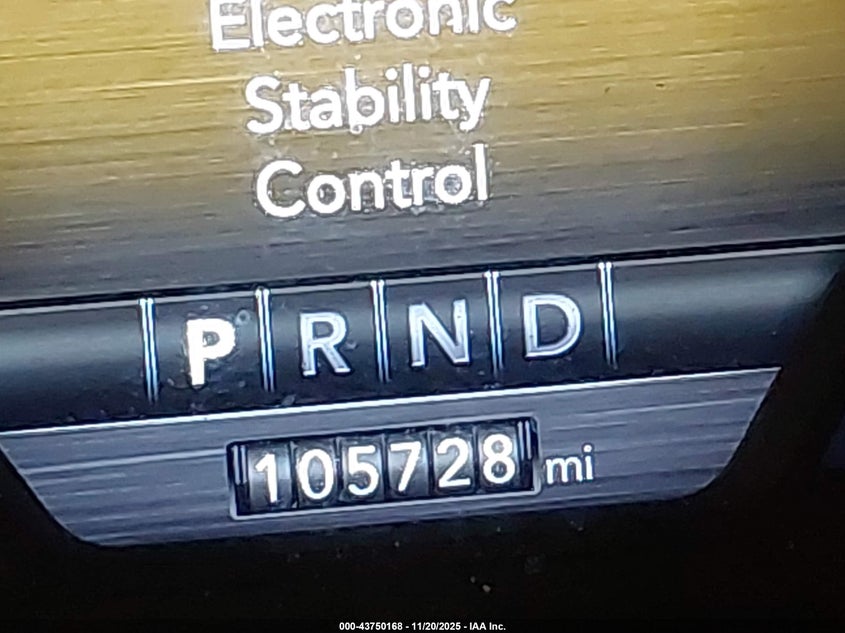 Electronic
Stability
Control
P R N D
105728 mi
000-43750168 - 11/20/2025 - IAA Inc.